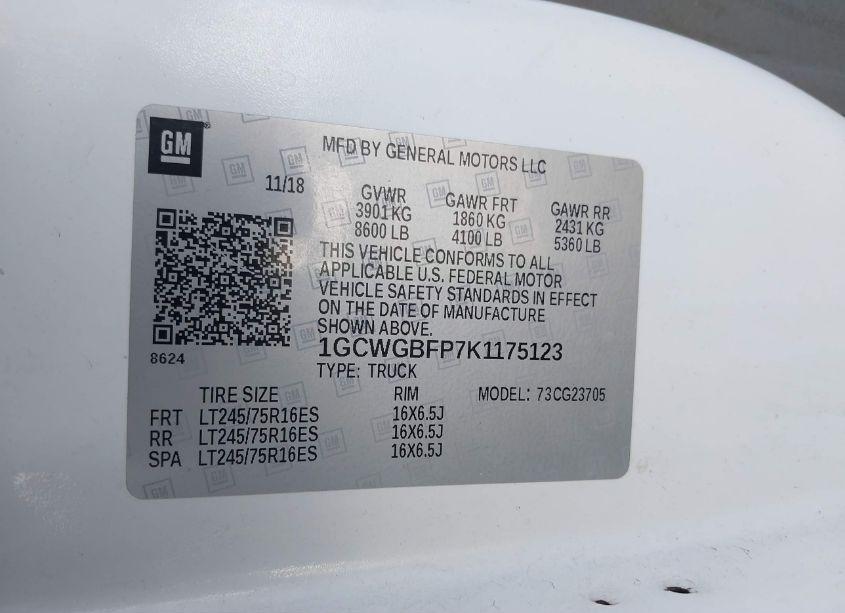 GM
MFD BY GENERAL MOTORS LLC
11/18
GVWR GAWR FRT GAWR RR
3901 KG 1860 KG 2431 KG
8600 LB 4100 LB 5360 LB
THIS VEHICLE CONFORMS TO ALL
APPLICABLE U.S. FEDERAL MOTOR
VEHICLE SAFETY STANDARDS IN EFFECT
ON THE DATE OF MANUFACTURE
SHOWN ABOVE.
8624
1GCWGBFP7K1175123
TYPE: TRUCK
TIRE SIZE RIM MODEL: 73CG23705
FRT LT245/75R16ES 16X6.5J
RR LT245/75R16ES 16X6.5J
SPA LT245/75R16ES 16X6.5J